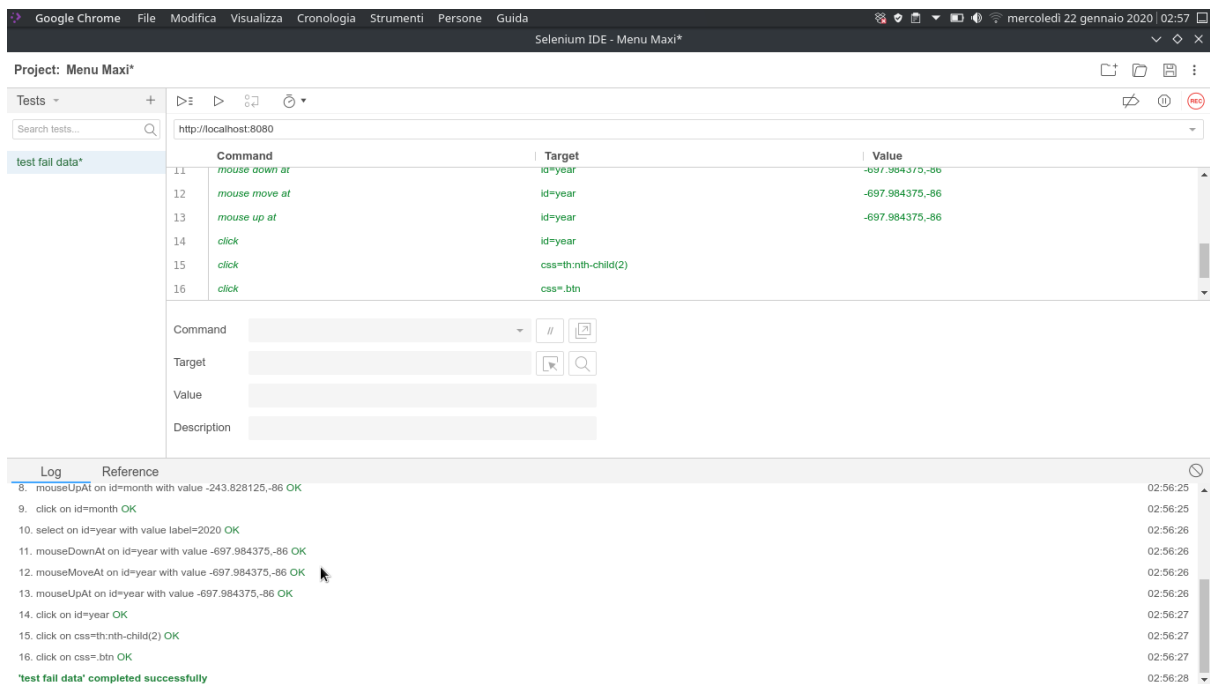 Google Chrome File Modifica Visualizza Cronologia Strumenti Persone Guida mercoledì 22 gennaio 2020 02:57
Selenium IDE - Menu Maxi*
Project: Menu Maxi*
Tests
Search tests...
test fail data*
REC
http://localhost:8080
Command Target Value
11 mouse down at id=year -697.984375,-86
12 mouse move at id=year -697.984375,-86
13 mouse up at id=year -697.984375,-86
14 click id=year
15 click css=th:nth-child(2)
16 click css=.btn
Command //
Target
Value
Description
Log Reference
8. mouseUpAt on id=month with value -243.828125,-86 OK 02:56:25
9. click on id=month OK 02:56:25
10. select on id=year with value label=2020 OK 02:56:26
11. mouseDownAt on id=year with value -697.984375,-86 OK 02:56:26
12. mouseMoveAt on id=year with value -697.984375,-86 OK 02:56:26
13. mouseUpAt on id=year with value -697.984375,-86 OK 02:56:26
14. click on id=year OK 02:56:27
15. click on css=th:nth-child(2) OK 02:56:27
16. click on css=.btn OK 02:56:27
'test fail data' completed successfully 02:56:28